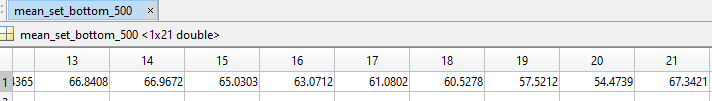 mean_set_bottom_500 ×
mean_set_bottom_500 <1x21 double>
13 14 15 16 17 18 19 20 21
1 4365 66.8408 66.9672 65.0303 63.0712 61.0802 60.5278 57.5212 54.4739 67.3421